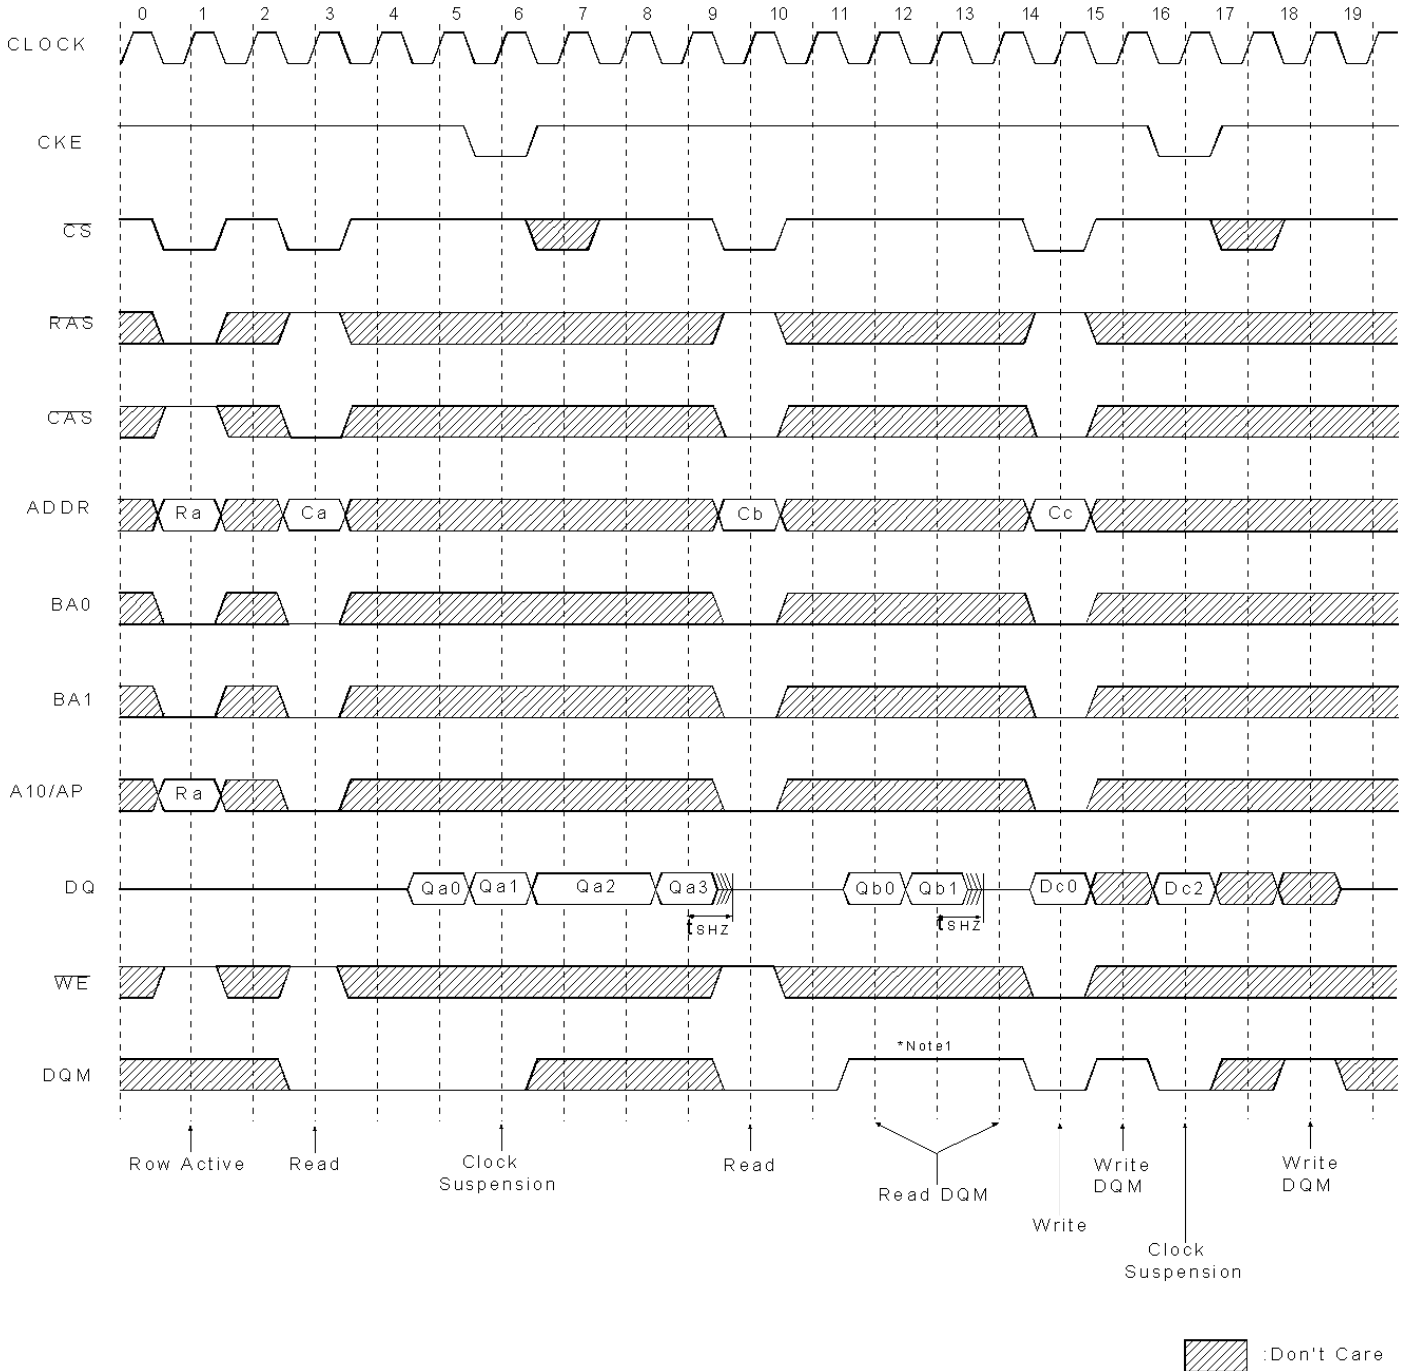 0 1 2 3 4 5 6 7 8 9 10 11 12 13 14 15 16 17 18 19
CLOCK
CKE
CS
RAS
CAS
ADDR Ra Ca Cb Cc
BA0
BA1
A10/AP Ra
DQ Qa0 Qa1 Qa2 Qa3 Qb0 Qb1 Dc0 Dc2
tSHZ tSHZ
WE
*Note1
DQM
Row Active Read Clock Suspension Read Read DQM Write Write DQM Clock Suspension Write DQM
:Don't Care